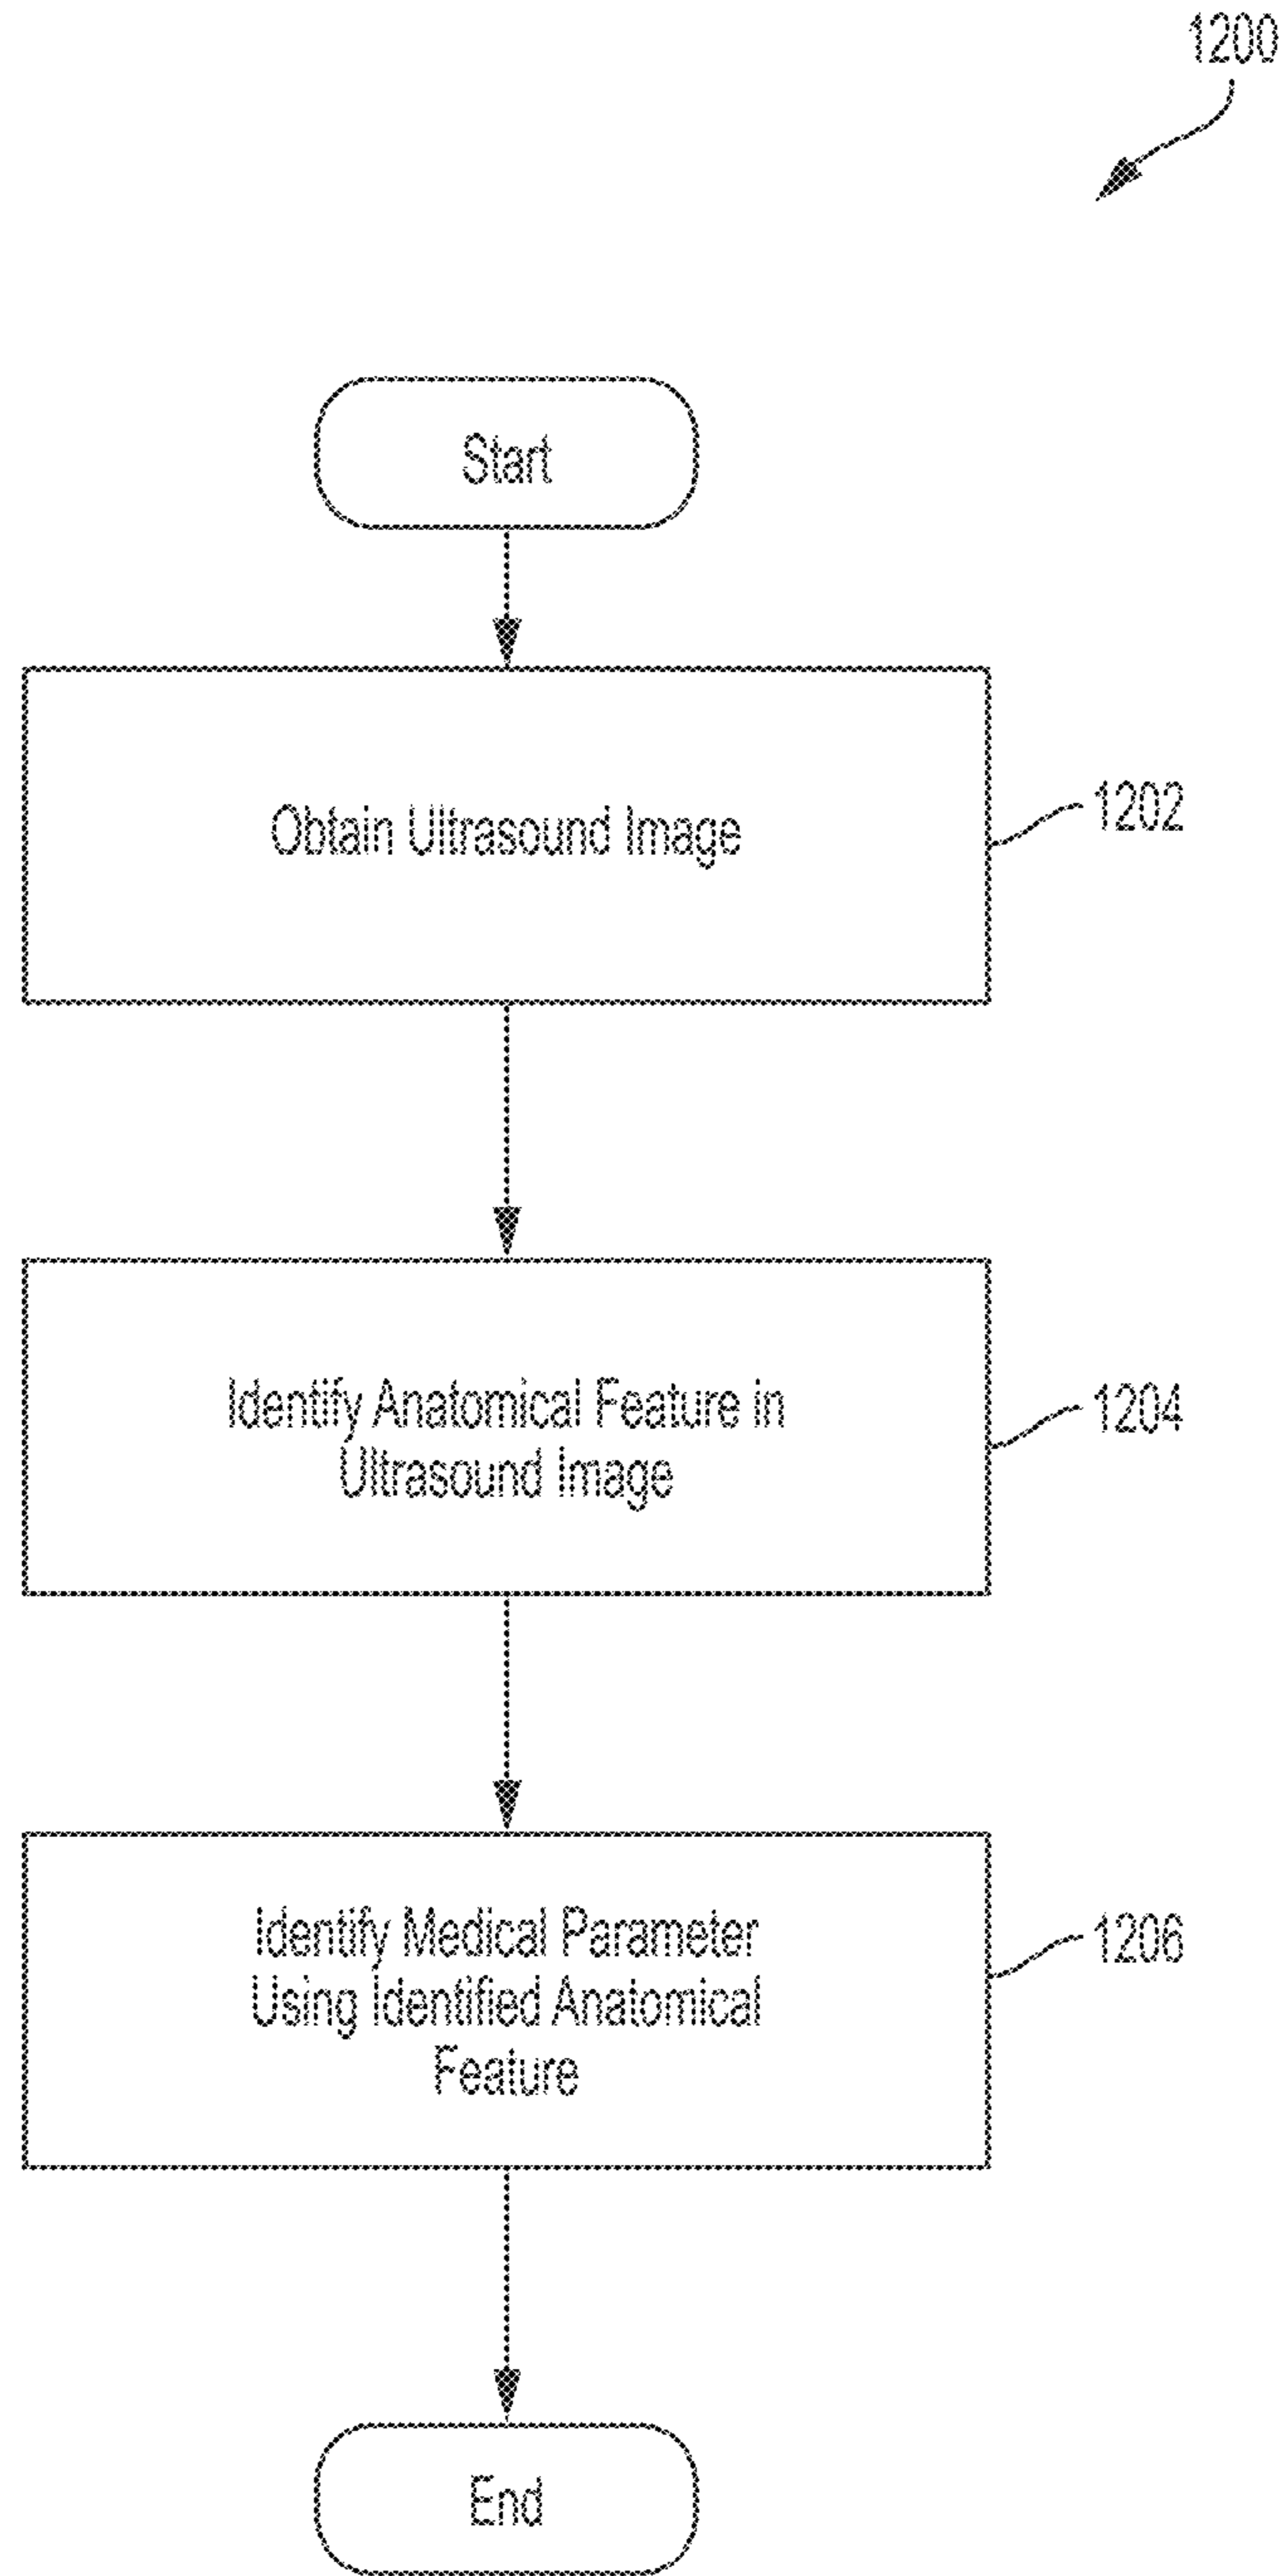 1200
Start
Obtain Ultrasound Image
1202
Identify Anatomical Feature in
Ultrasound Image
1204
Identify Medical Parameter
Using Identified Anatomical
Feature
1206
End